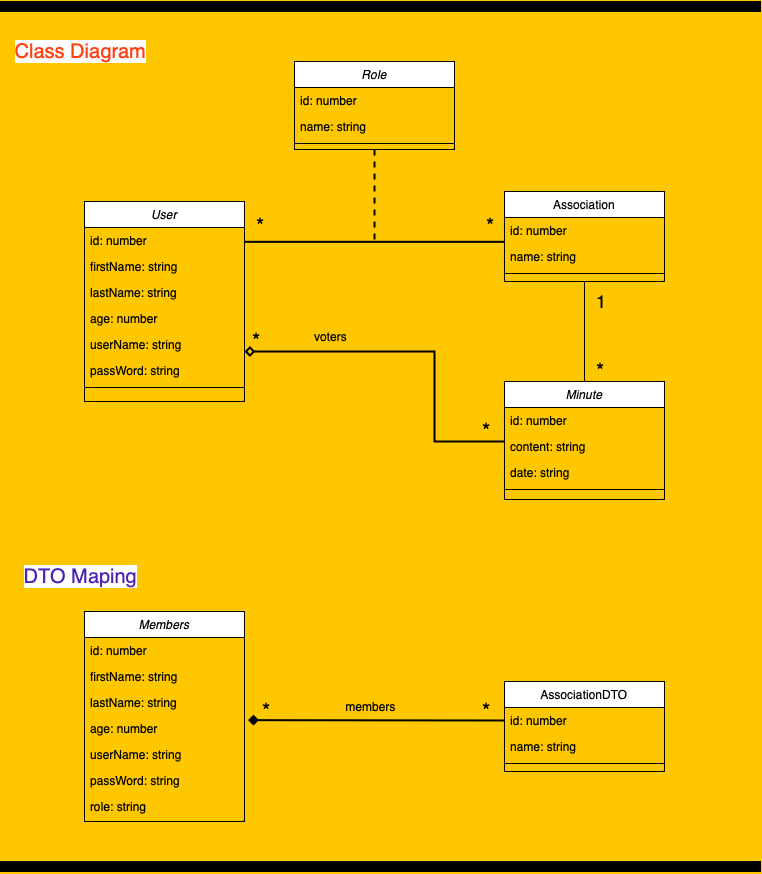 Class Diagram
Role
id: number
name: string
User
id: number
firstName: string
lastName: string
age: number
userName: string
passWord: string
*
*
Association
id: number
name: string
1
*
*
voters
*
Minute
id: number
content: string
date: string
DTO Maping
Members
id: number
firstName: string
lastName: string
age: number
userName: string
passWord: string
role: string
*
members
*
AssociationDTO
id: number
name: string